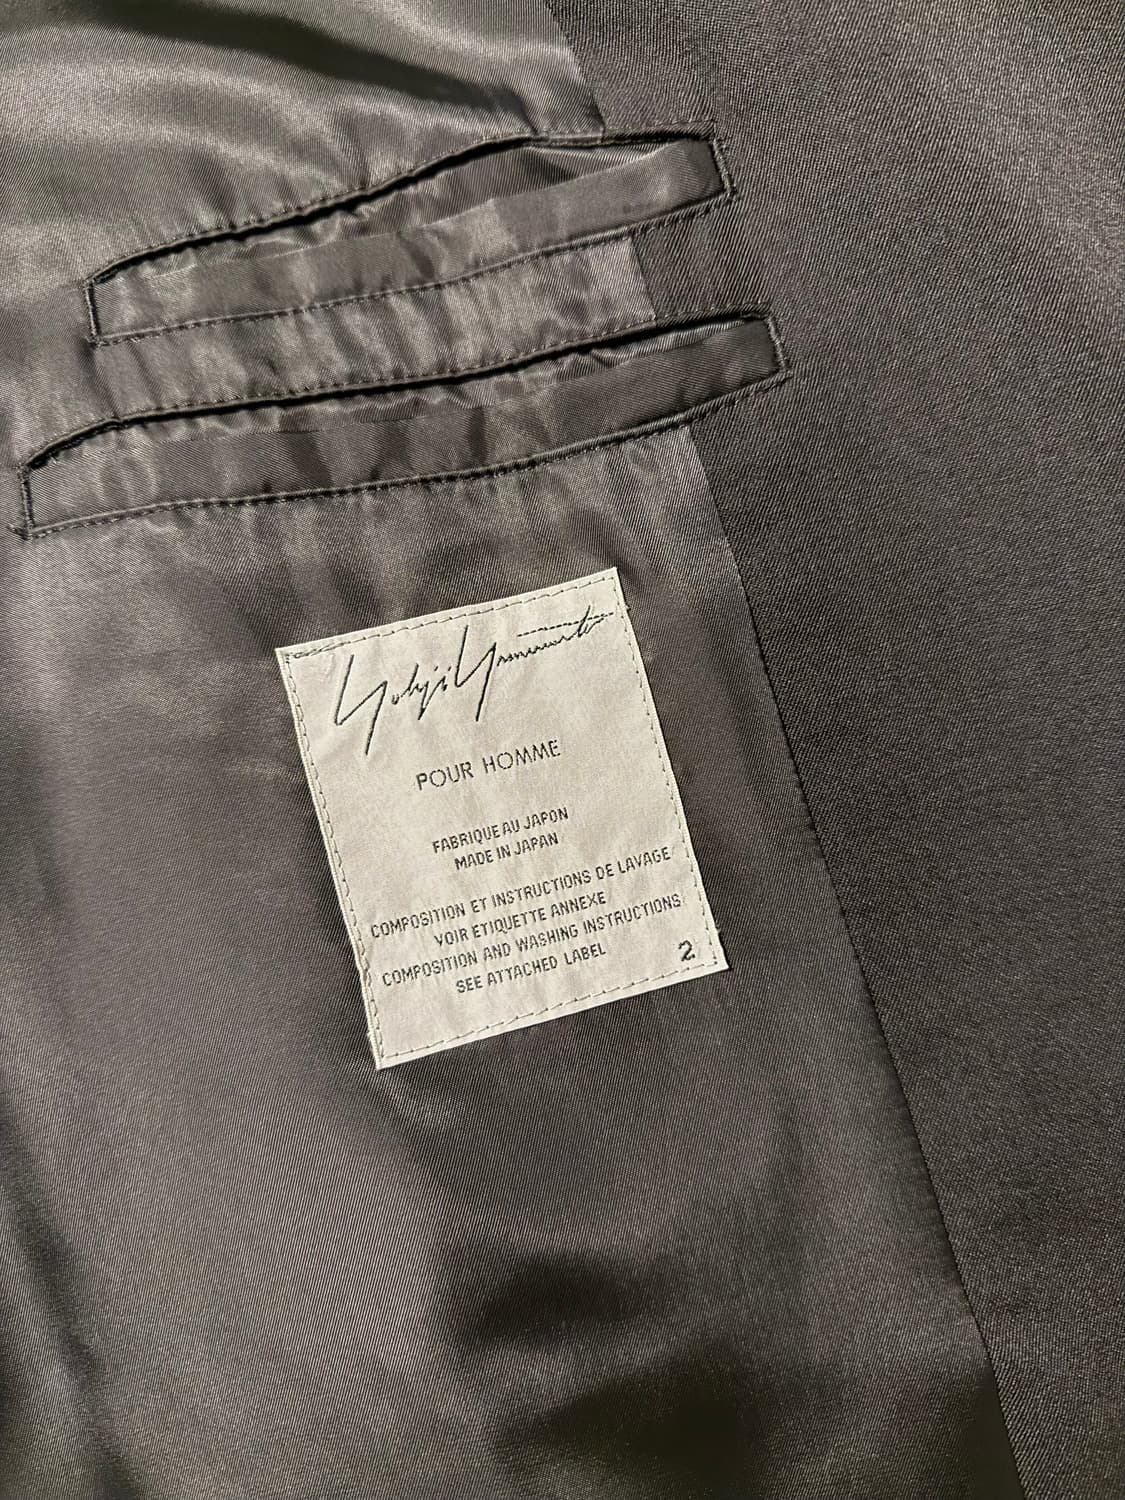 Yohji Yamamoto
POUR HOMME
FABRIQUE AU JAPON
MADE IN JAPAN
COMPOSITION ET INSTRUCTIONS DE LAVAGE
VOIR ETIQUETTE ANNEXE
COMPOSITION AND WASHING INSTRUCTIONS
SEE ATTACHED LABEL
2